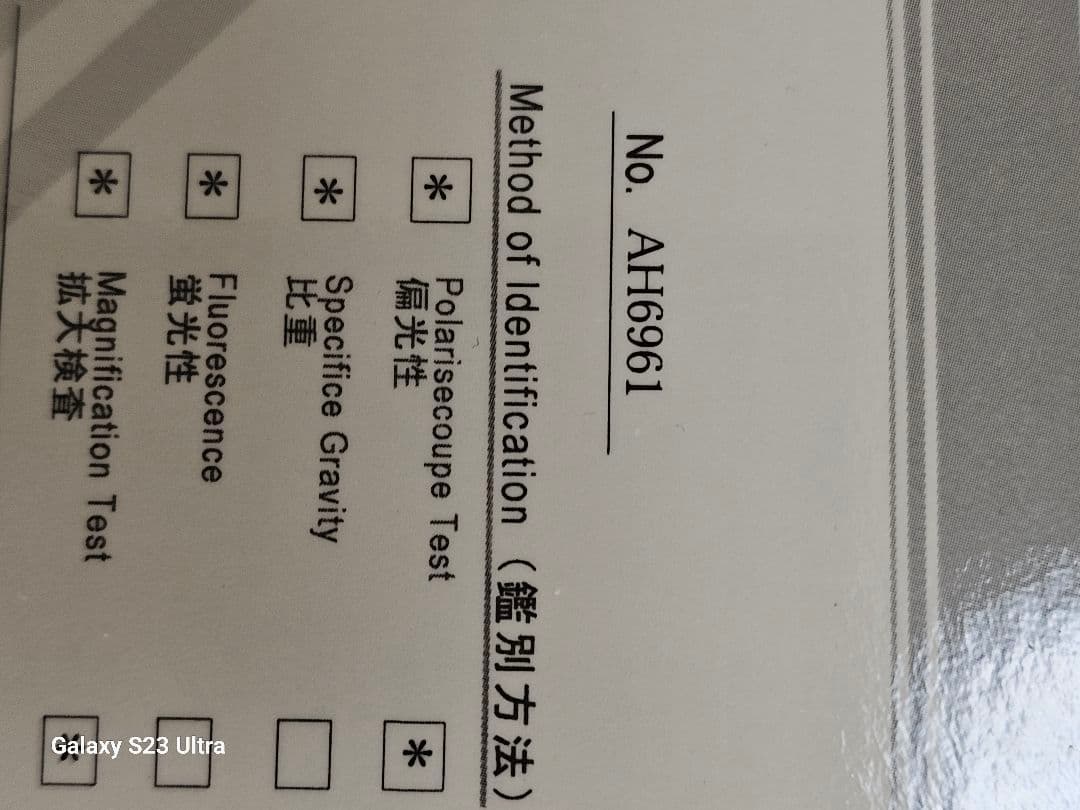 No. AH6961
Method of Identification (鑑別方法)
* Polarisecoupe Test *
偏光性
* Specifice Gravity
比重
* Fluorescence
蛍光性
* Magnification Test *
拡大検査
Galaxy S23 Ultra